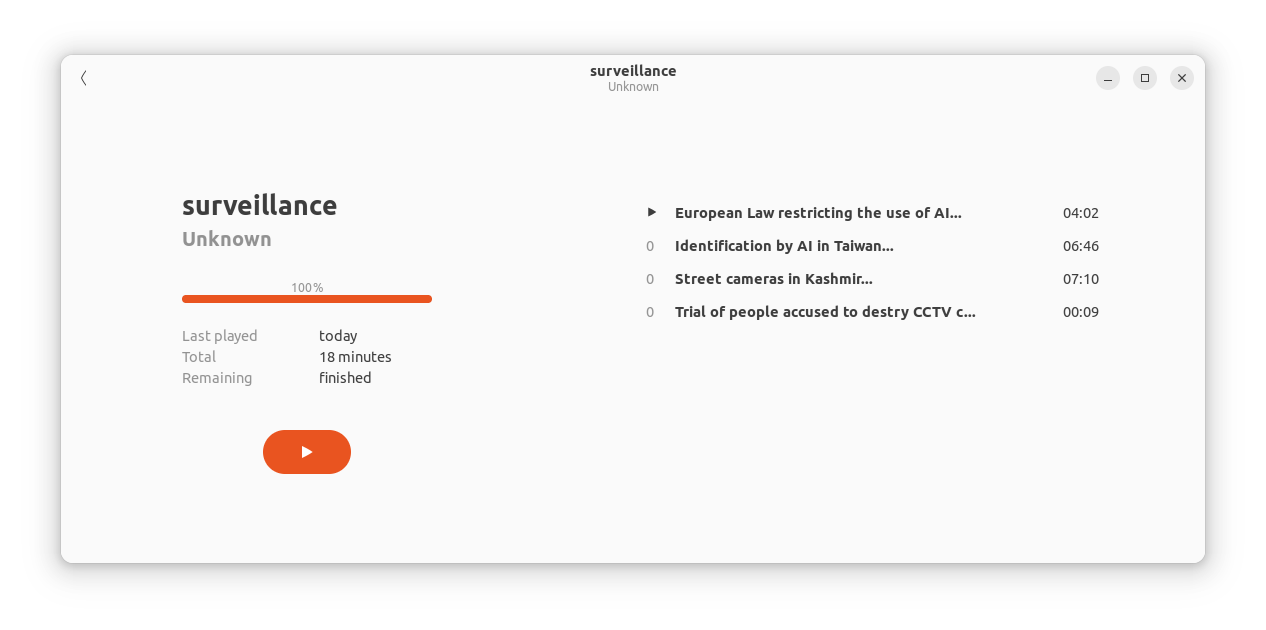 surveillance
Unknown
surveillance
Unknown
100%
Last played today
Total 18 minutes
Remaining finished
European Law restricting the use of AI... 04:02
0 Identification by AI in Taiwan... 06:46
0 Street cameras in Kashmir... 07:10
0 Trial of people accused to destry CCTV c... 00:09